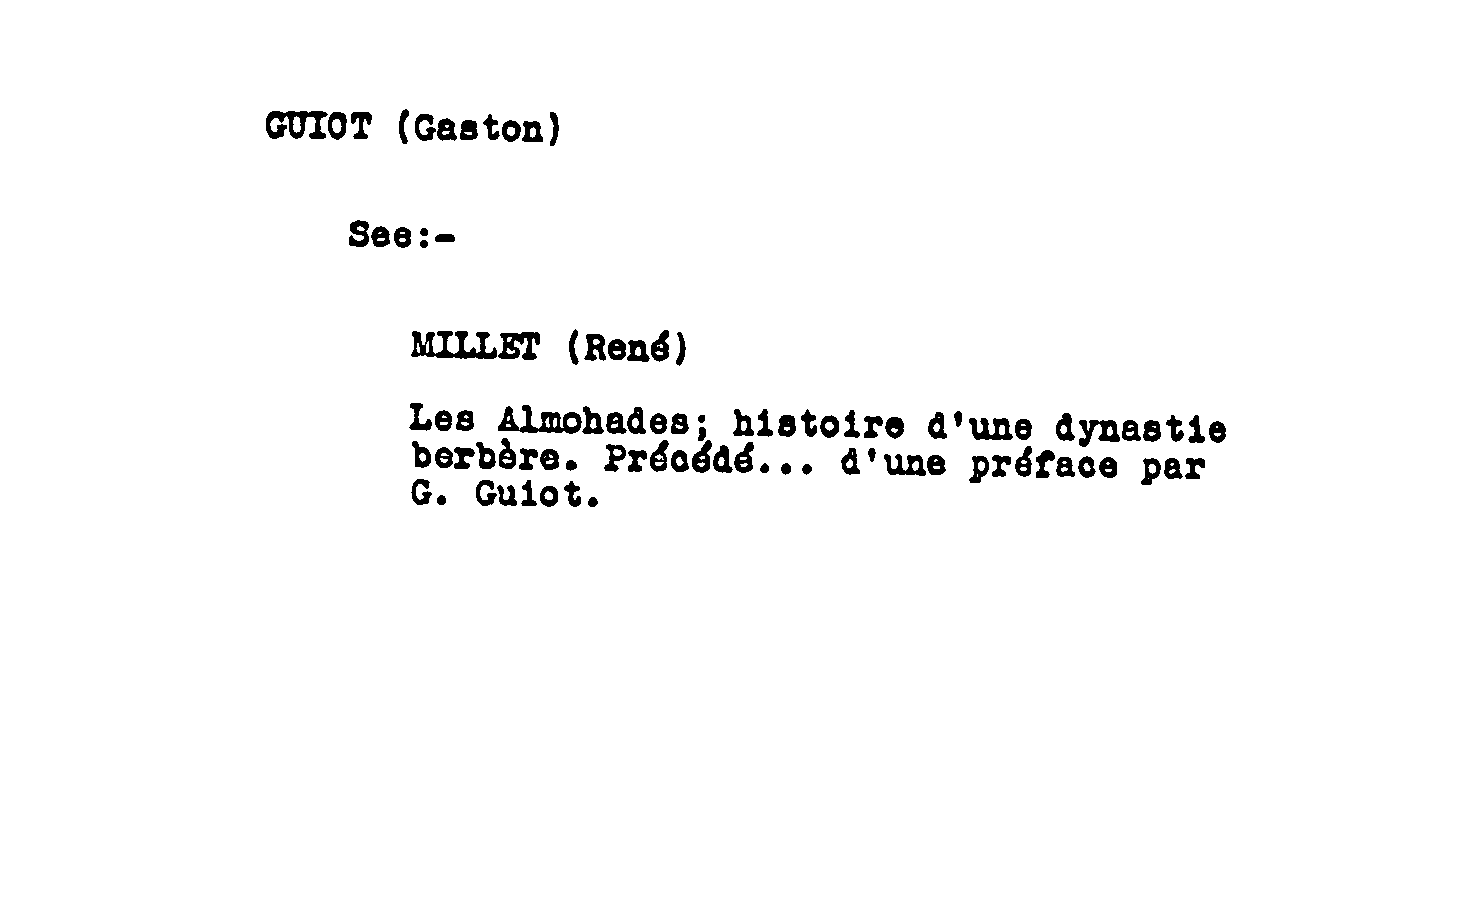 GUIOT (Gaston)
See:-
MILLET (René)
Les Almohades; histoire d'une dynastie
berbère. Précédé... d'une préface par
G. Guiot.